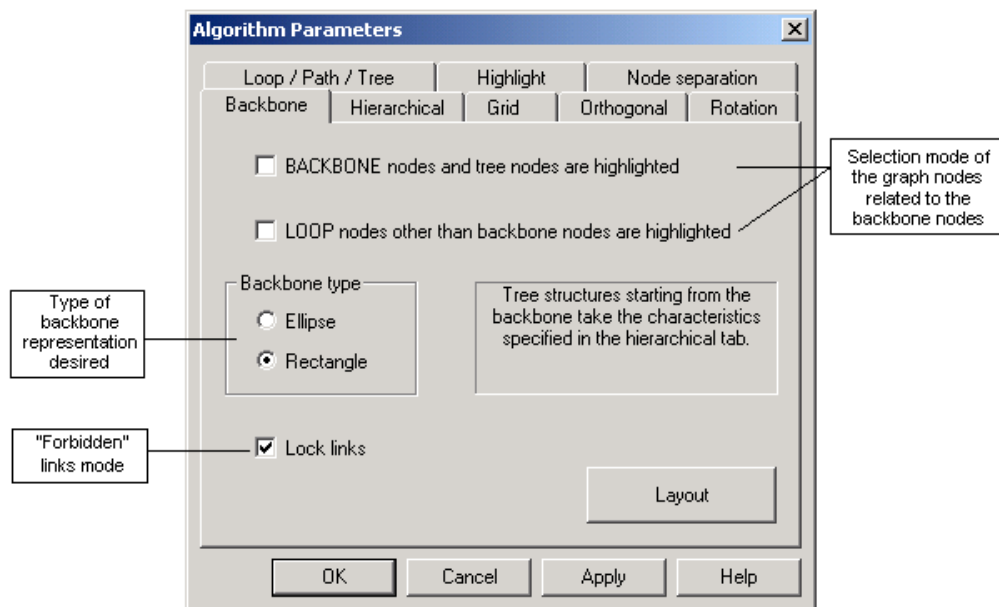 Algorithm Parameters
Loop / Path / Tree
Highlight
Node separation
Backbone
Hierarchical
Grid
Orthogonal
Rotation
BACKBONE nodes and tree nodes are highlighted
LOOP nodes other than backbone nodes are highlighted
Selection mode of
the graph nodes
related to the
backbone nodes
Backbone type
Ellipse
Rectangle
Type of
backbone
representation
desired
Tree structures starting from the
backbone take the characteristics
specified in the hierarchical tab.
"Forbidden"
links mode
Lock links
Layout
OK
Cancel
Apply
Help